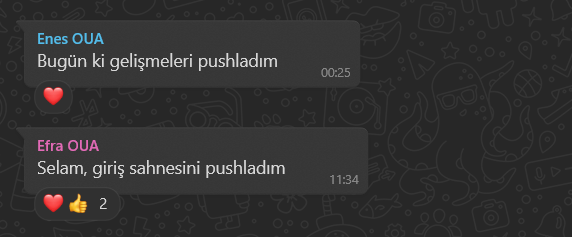 Enes OUA
Bugün ki gelişmeleri pushladım
00:25
❤️
Efra OUA
Selam, giriş sahnesini pushladım
11:34
❤️👍 2